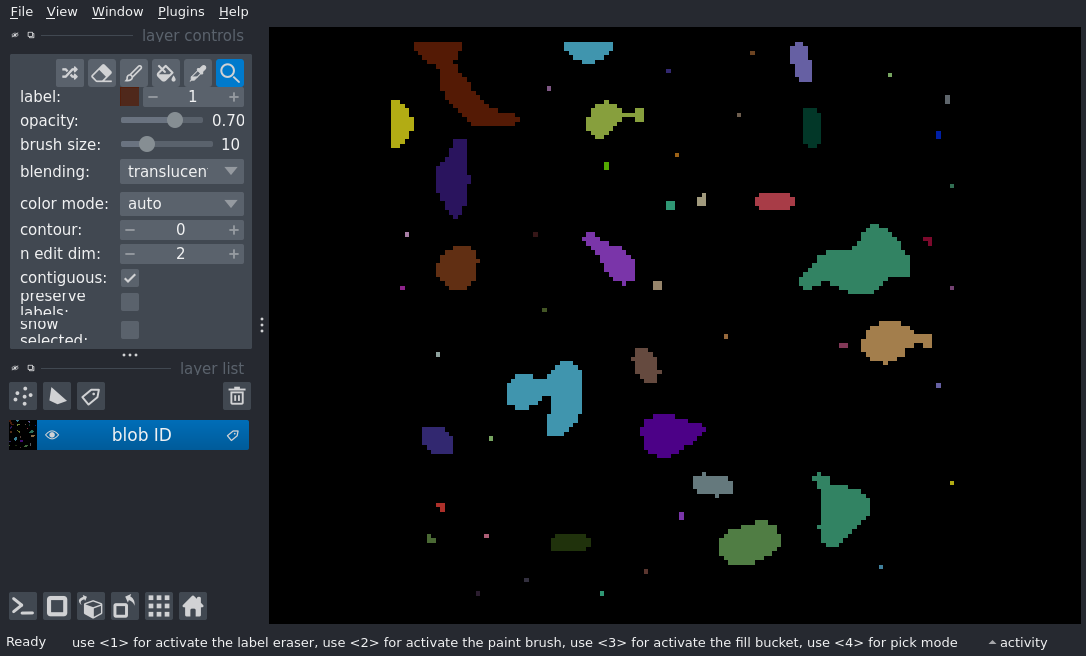 File View Window Plugins Help
layer controls
label: 1
opacity: 0.70
brush size: 10
blending: translucen
color mode: auto
contour: 0
n edit dim: 2
contiguous:
preserve
labels:
show
selected:
layer list
blob ID
Ready use <1> for activate the label eraser, use <2> for activate the paint brush, use <3> for activate the fill bucket, use <4> for pick mode activity